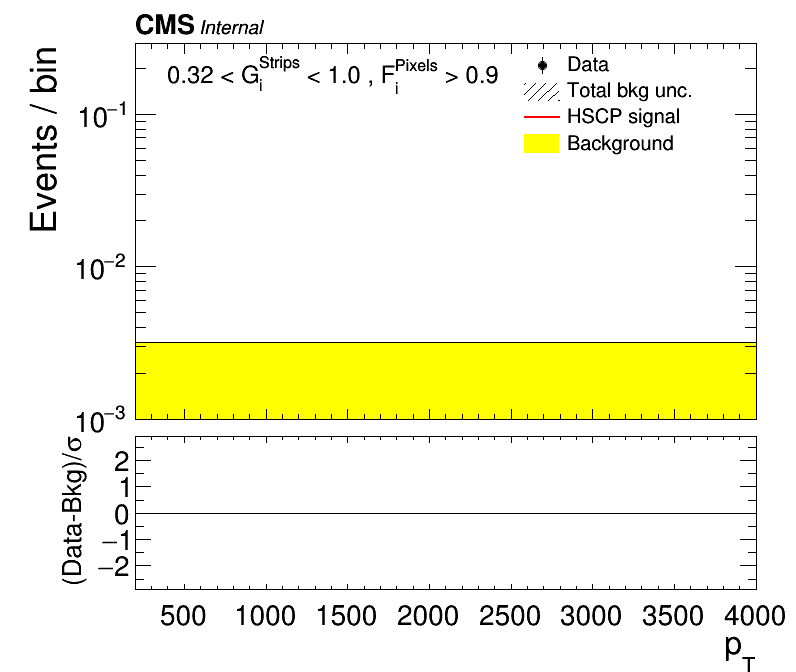 CMS Internal
0.32 < G_i^Strips < 1.0 , F_i^Pixels > 0.9
Data
Total bkg unc.
HSCP signal
Background
Events / bin
10^−1
10^−2
10^−3
(Data-Bkg)/σ
2
1
0
−1
−2
500 1000 1500 2000 2500 3000 3500 4000
p_T